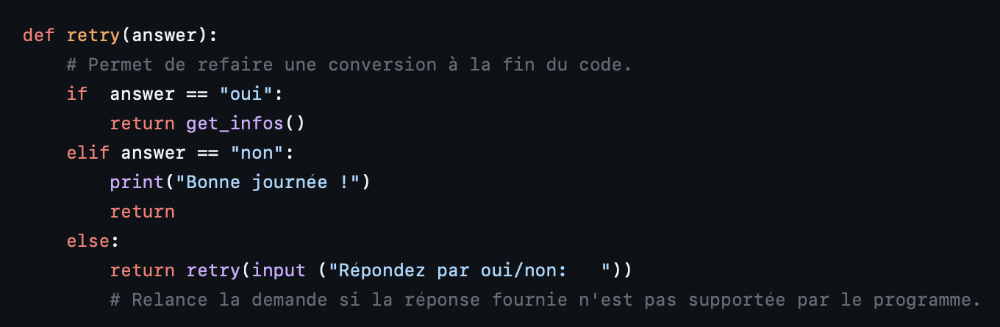 def retry(answer):
    # Permet de refaire une conversion à la fin du code.
    if  answer == "oui":
        return get_infos()
    elif answer == "non":
        print("Bonne journée !")
        return
    else:
        return retry(input ("Répondez par oui/non:   "))
        # Relance la demande si la réponse fournie n'est pas supportée par le programme.